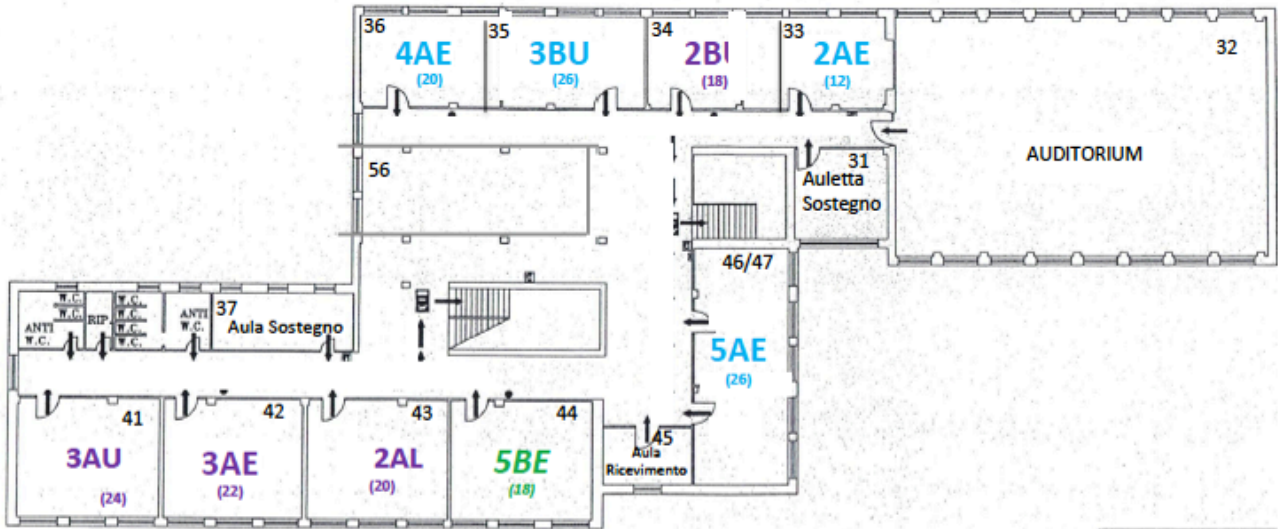 36
4AE
(20)
35
3BU
(26)
34
2BU
(18)
33
2AE
(12)
32
AUDITORIUM
31
Auletta
Sostegno
56
46/47
5AE
(26)
37
Aula Sostegno
ANTI
W.C.
W.C.
W.C.
RIP.
W.C.
W.C.
W.C.
W.C.
ANTI
W.C.
41
3AU
(24)
42
3AE
(22)
43
2AL
(20)
44
5BE
(18)
45
Aula
Ricevimento